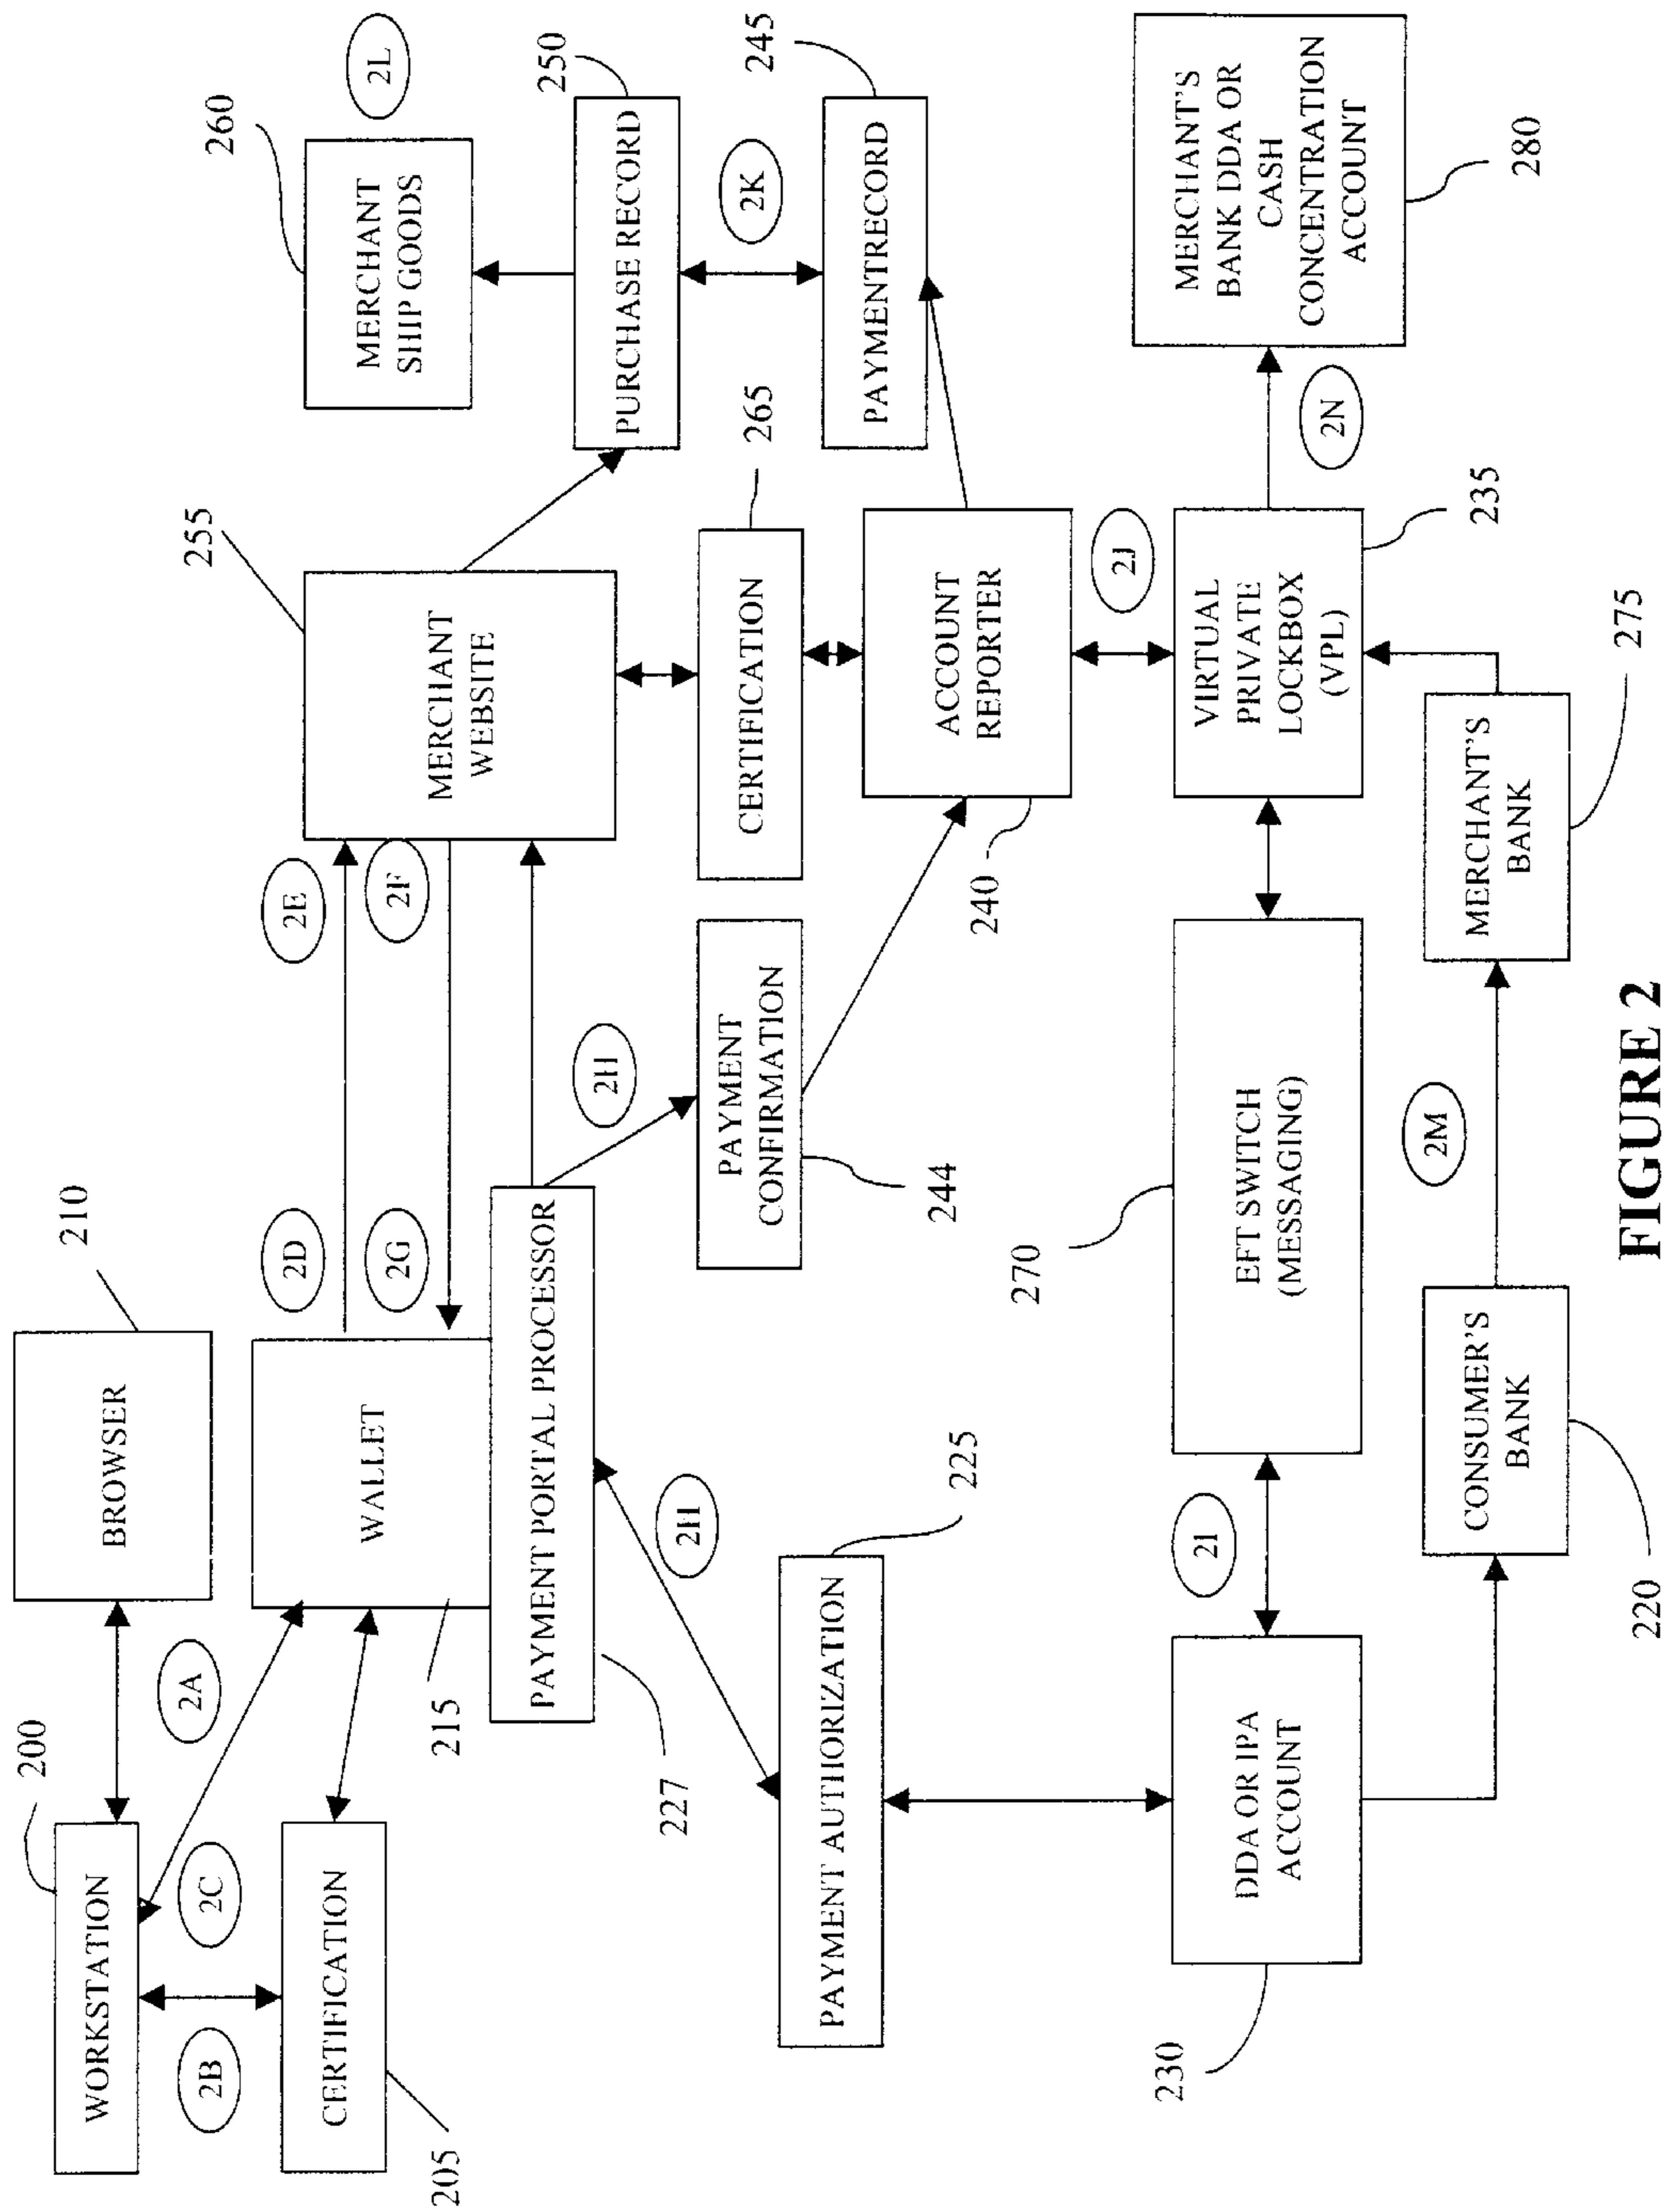 200
WORKSTATION
BROWSER
210
2A
2B
2C
CERTIFICATION
205
WALLET
215
PAYMENT PORTAL PROCESSOR
227
2D
2E
2G
2F
MERCHANT
WEBSITE
255
MERCHANT
SHIP GOODS
260
2L
PURCHASE RECORD
250
2K
PAYMENTRECORD
245
2H
2H
PAYMENT
CONFIRMATION
244
CERTIFICATION
265
ACCOUNT
REPORTER
240
PAYMENT AUTHORIZATION
225
2J
DDA OR IPA
ACCOUNT
230
2I
EFT SWITCH
(MESSAGING)
270
VIRTUAL
PRIVATE
LOCKBOX
(VPL)
235
2N
MERCHANT'S
BANK DDA OR
CASH
CONCENTRATION
ACCOUNT
280
CONSUMER'S
BANK
220
2M
MERCHANT'S
BANK
275
FIGURE 2